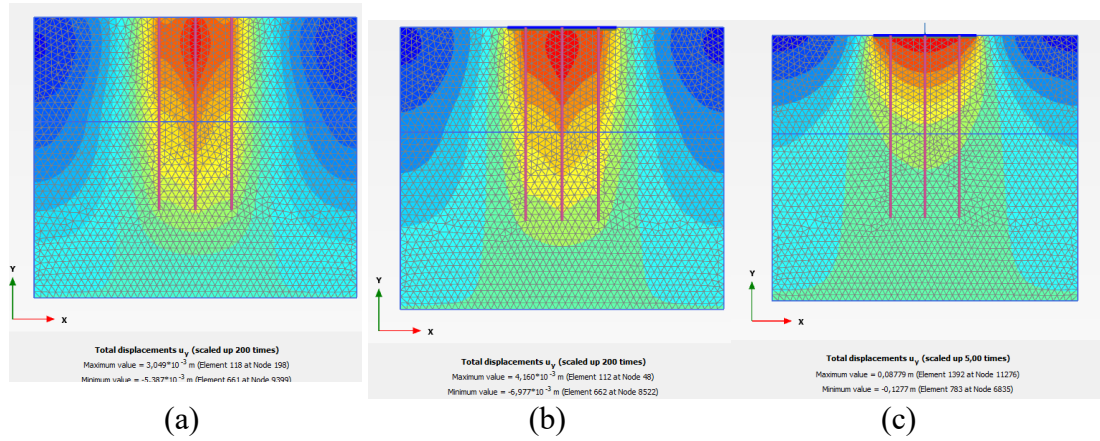 Y
X
Total displacements uy (scaled up 200 times)
Maximum value = 3,049*10-3 m (Element 118 at Node 198)
Minimum value = -5,387*10-3 m (Element 661 at Node 9399)
(a)
Y
X
Total displacements uy (scaled up 200 times)
Maximum value = 4,160*10-3 m (Element 112 at Node 48)
Minimum value = -6,977*10-3 m (Element 662 at Node 8522)
(b)
Y
X
Total displacements uy (scaled up 5,00 times)
Maximum value = 0,08779 m (Element 1392 at Node 11276)
Minimum value = -0,1277 m (Element 783 at Node 6835)
(c)